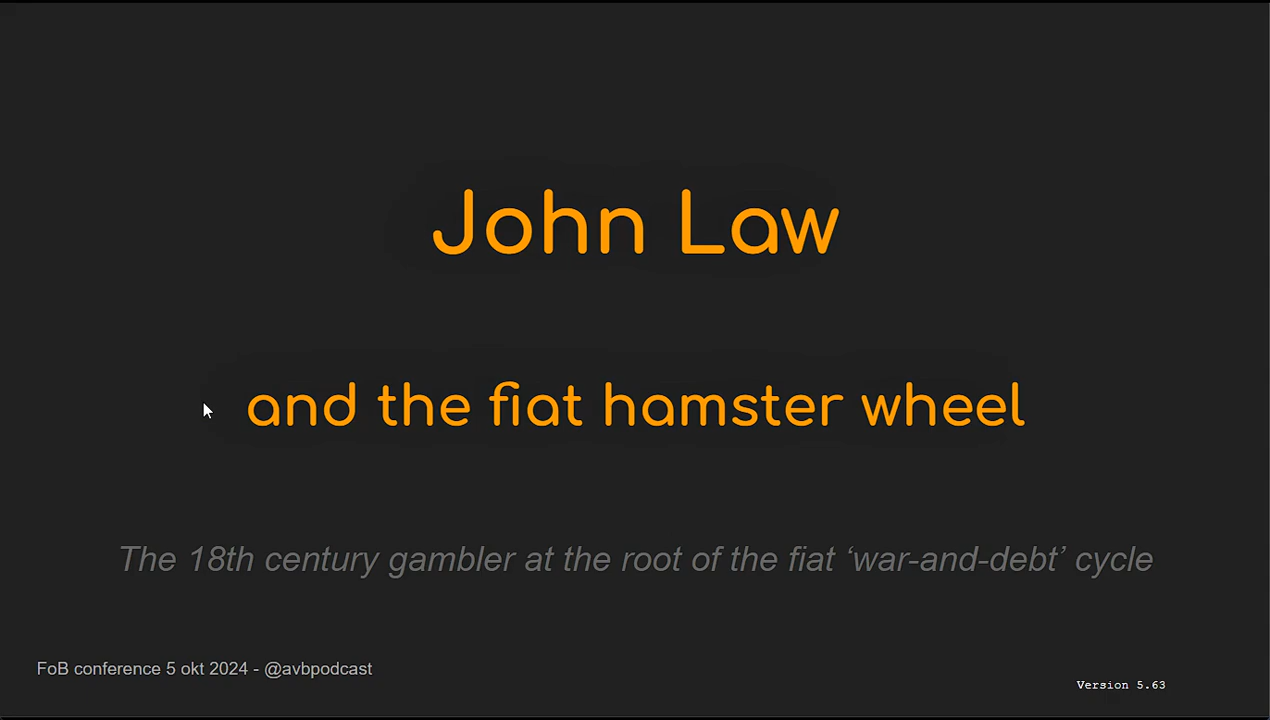 John Law
and the fiat hamster wheel
The 18th century gambler at the root of the fiat ‘war-and-debt’ cycle
FoB conference 5 okt 2024 - @avbpodcast
Version 5.63